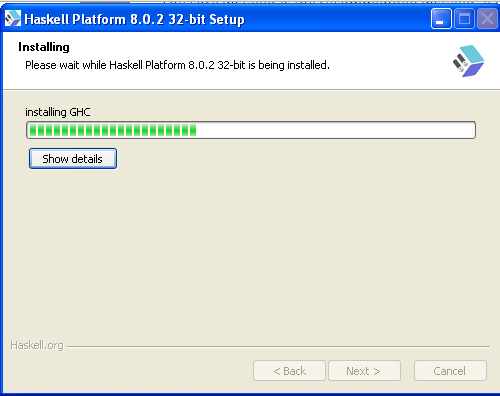 Haskell Platform 8.0.2 32-bit Setup
Installing
Please wait while Haskell Platform 8.0.2 32-bit is being installed.
installing GHC
Show details
Haskell.org
< Back
Next >
Cancel